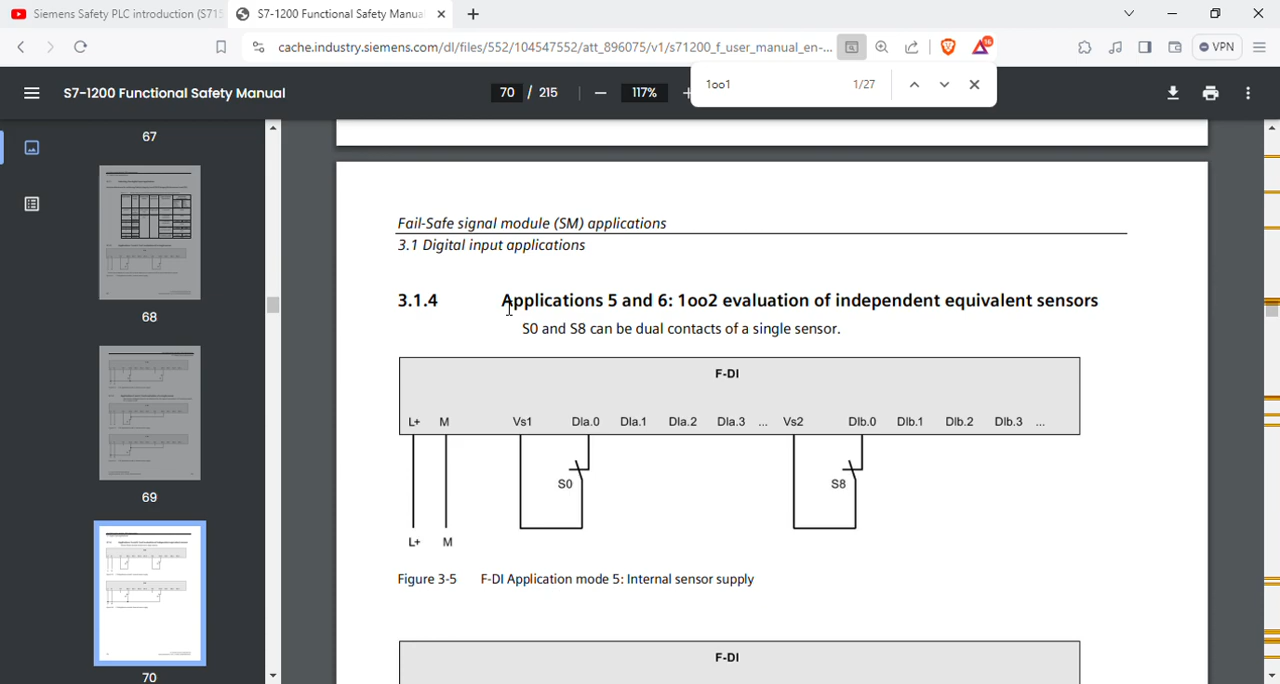 Siemens Safety PLC introduction (S715
S7-1200 Functional Safety Manua
cache.industry.siemens.com/dl/files/552/104547552/att_896075/v1/s71200_f_user_manual_en-...
16
VPN
S7-1200 Functional Safety Manual
70 / 215
117%
1oo1
1/27
67
68
69
70
Fail-Safe signal module (SM) applications
3.1 Digital input applications
3.1.4 Applications 5 and 6: 1oo2 evaluation of independent equivalent sensors
S0 and S8 can be dual contacts of a single sensor.
F-DI
L+ M Vs1 DIa.0 DIa.1 DIa.2 DIa.3 ... Vs2 DIb.0 DIb.1 DIb.2 DIb.3 ...
S0 S8
L+ M
Figure 3-5 F-DI Application mode 5: Internal sensor supply
F-DI